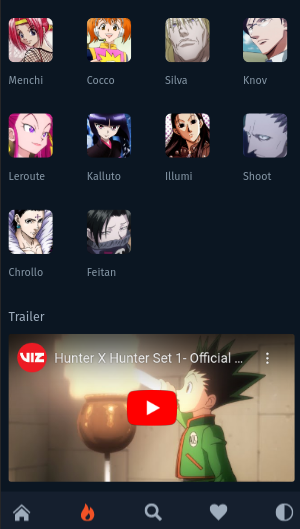 Menchi Cocco Silva Knov
Leroute Kalluto Illumi Shoot
Chrollo Feitan
Trailer
VIZ Hunter X Hunter Set 1- Official ...